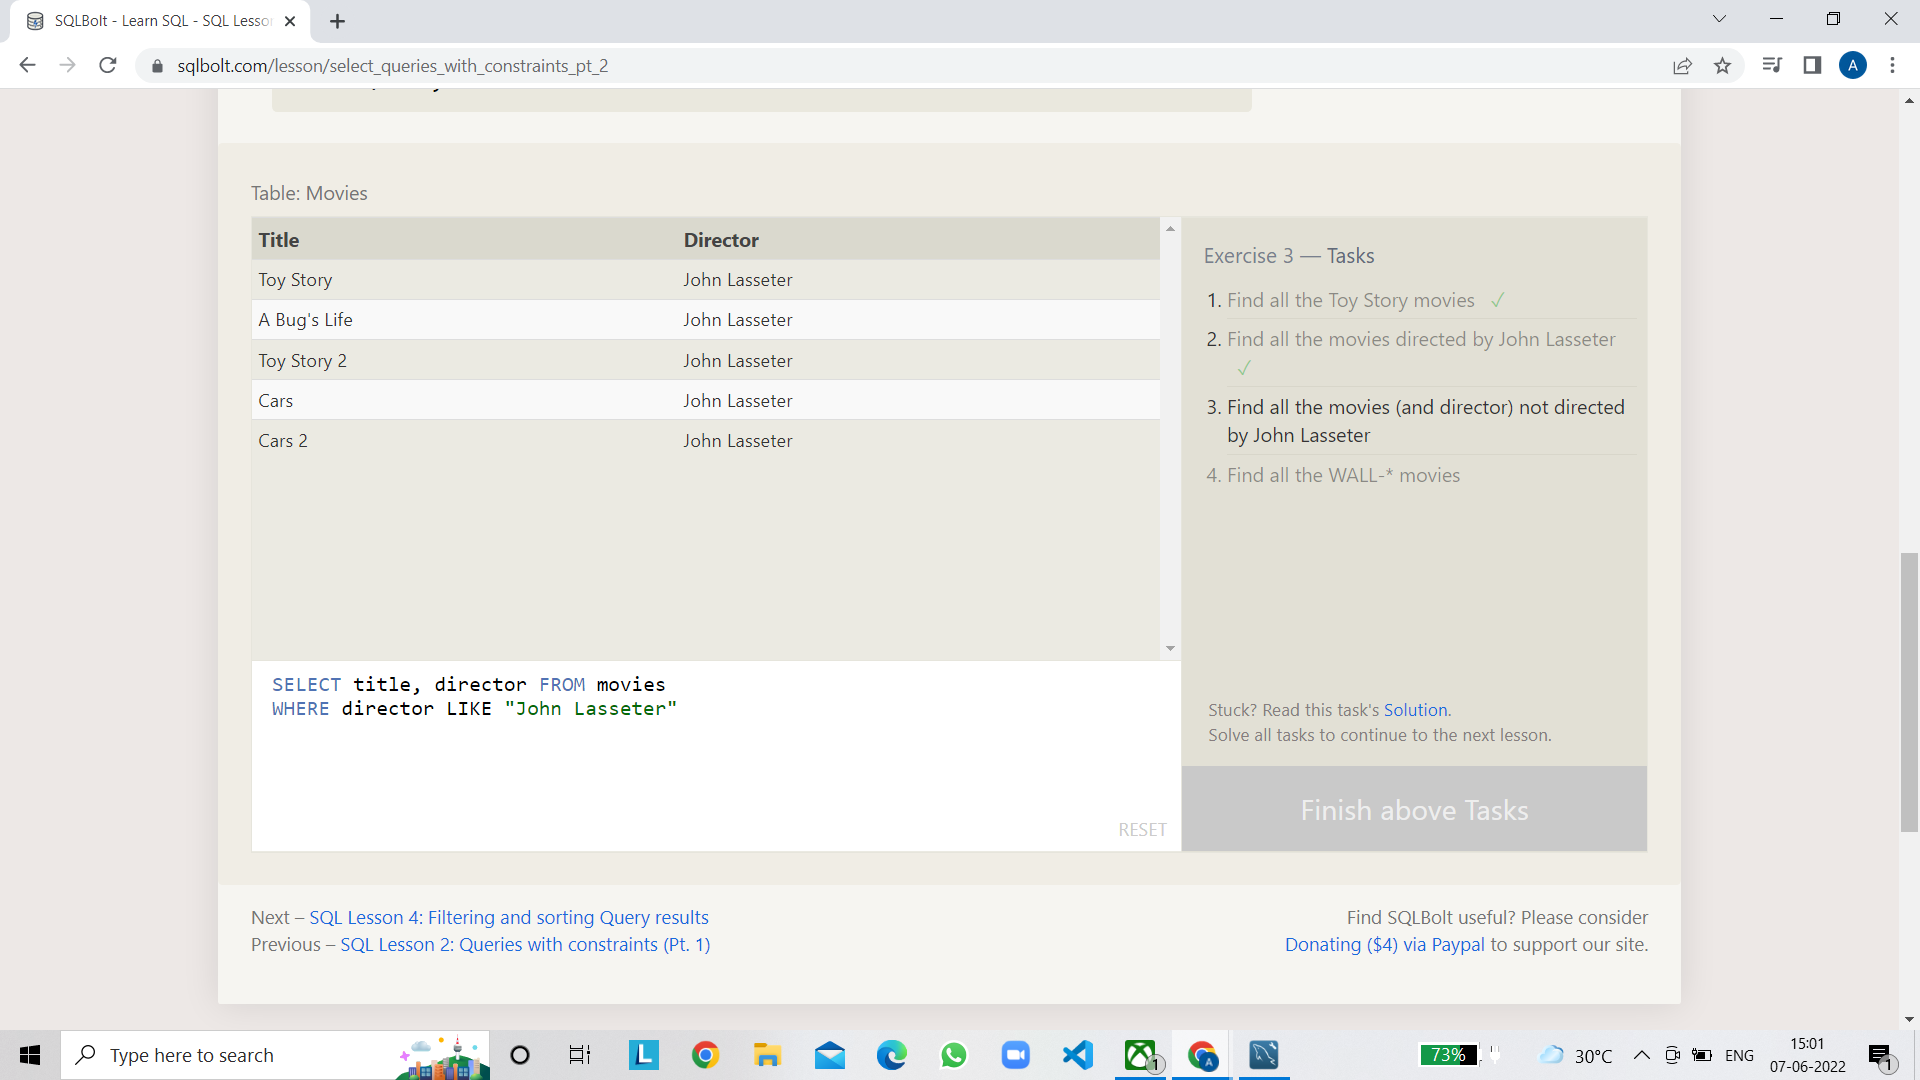 SQLBolt - Learn SQL - SQL Lesson
sqlbolt.com/lesson/select_queries_with_constraints_pt_2
A
Table: Movies
Title Director
Toy Story John Lasseter
A Bug's Life John Lasseter
Toy Story 2 John Lasseter
Cars John Lasseter
Cars 2 John Lasseter
SELECT title, director FROM movies
WHERE director LIKE "John Lasseter"
RESET
Exercise 3 — Tasks
1. Find all the Toy Story movies ✓
2. Find all the movies directed by John Lasseter
✓
3. Find all the movies (and director) not directed
by John Lasseter
4. Find all the WALL-* movies
Stuck? Read this task's Solution.
Solve all tasks to continue to the next lesson.
Finish above Tasks
Next – SQL Lesson 4: Filtering and sorting Query results
Previous – SQL Lesson 2: Queries with constraints (Pt. 1)
Find SQLBolt useful? Please consider
Donating ($4) via Paypal to support our site.
Type here to search
L
1
A
73%
30°C
ENG
15:01
07-06-2022
1